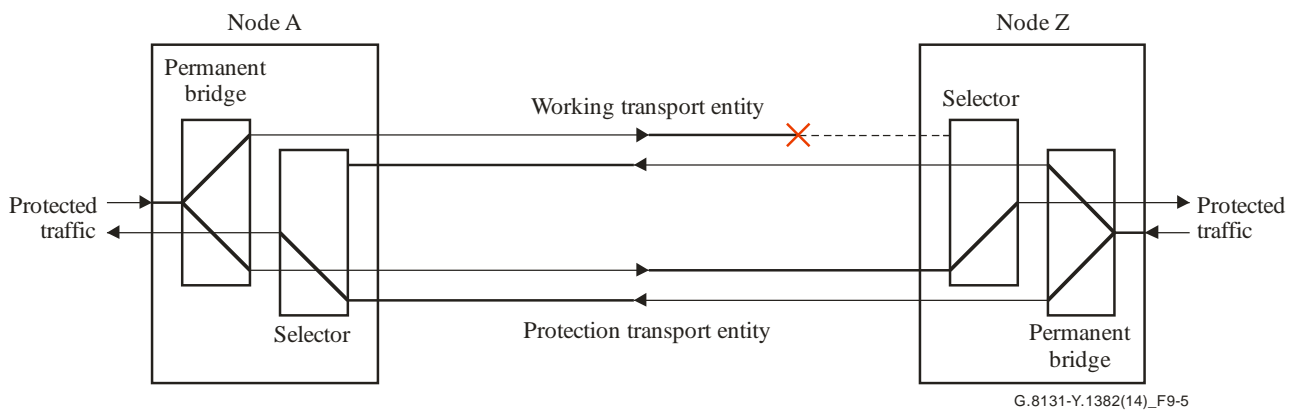 Node A
Node Z
Permanent
bridge
Working transport entity
Selector
Protected
traffic
Protected
traffic
Selector
Protection transport entity
Permanent
bridge
G.8131-Y.1382(14)_F9-5